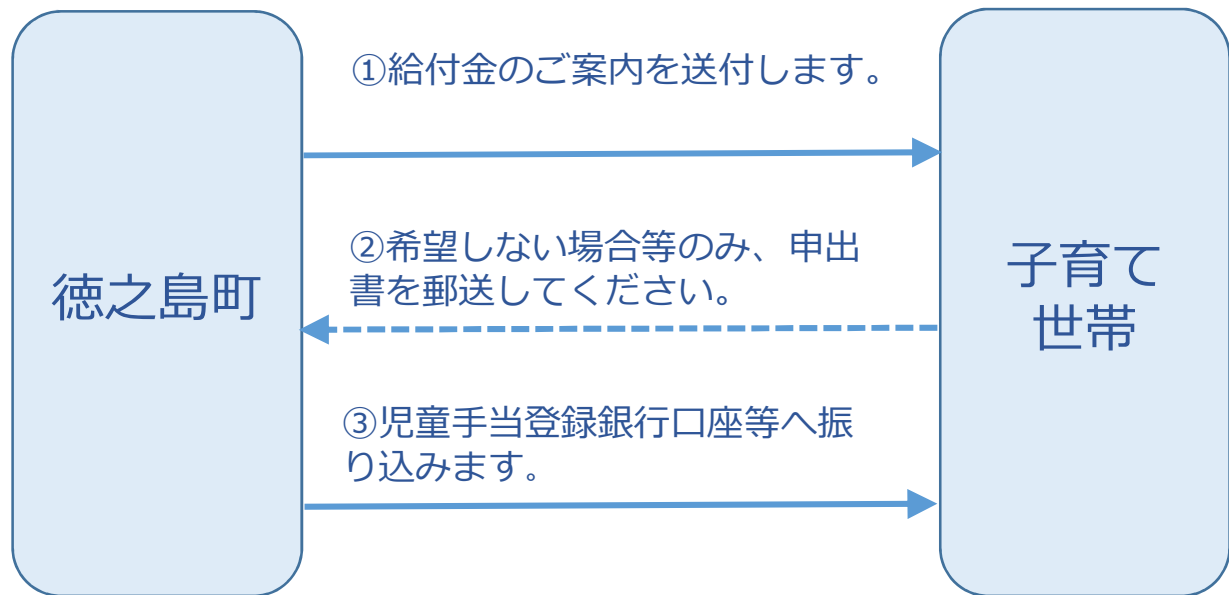 ①給付金のご案内を送付します。
②希望しない場合等のみ、申出
書を郵送してください。
徳之島町
子育て
世帯
③児童手当登録銀行口座等へ振
り込みます。